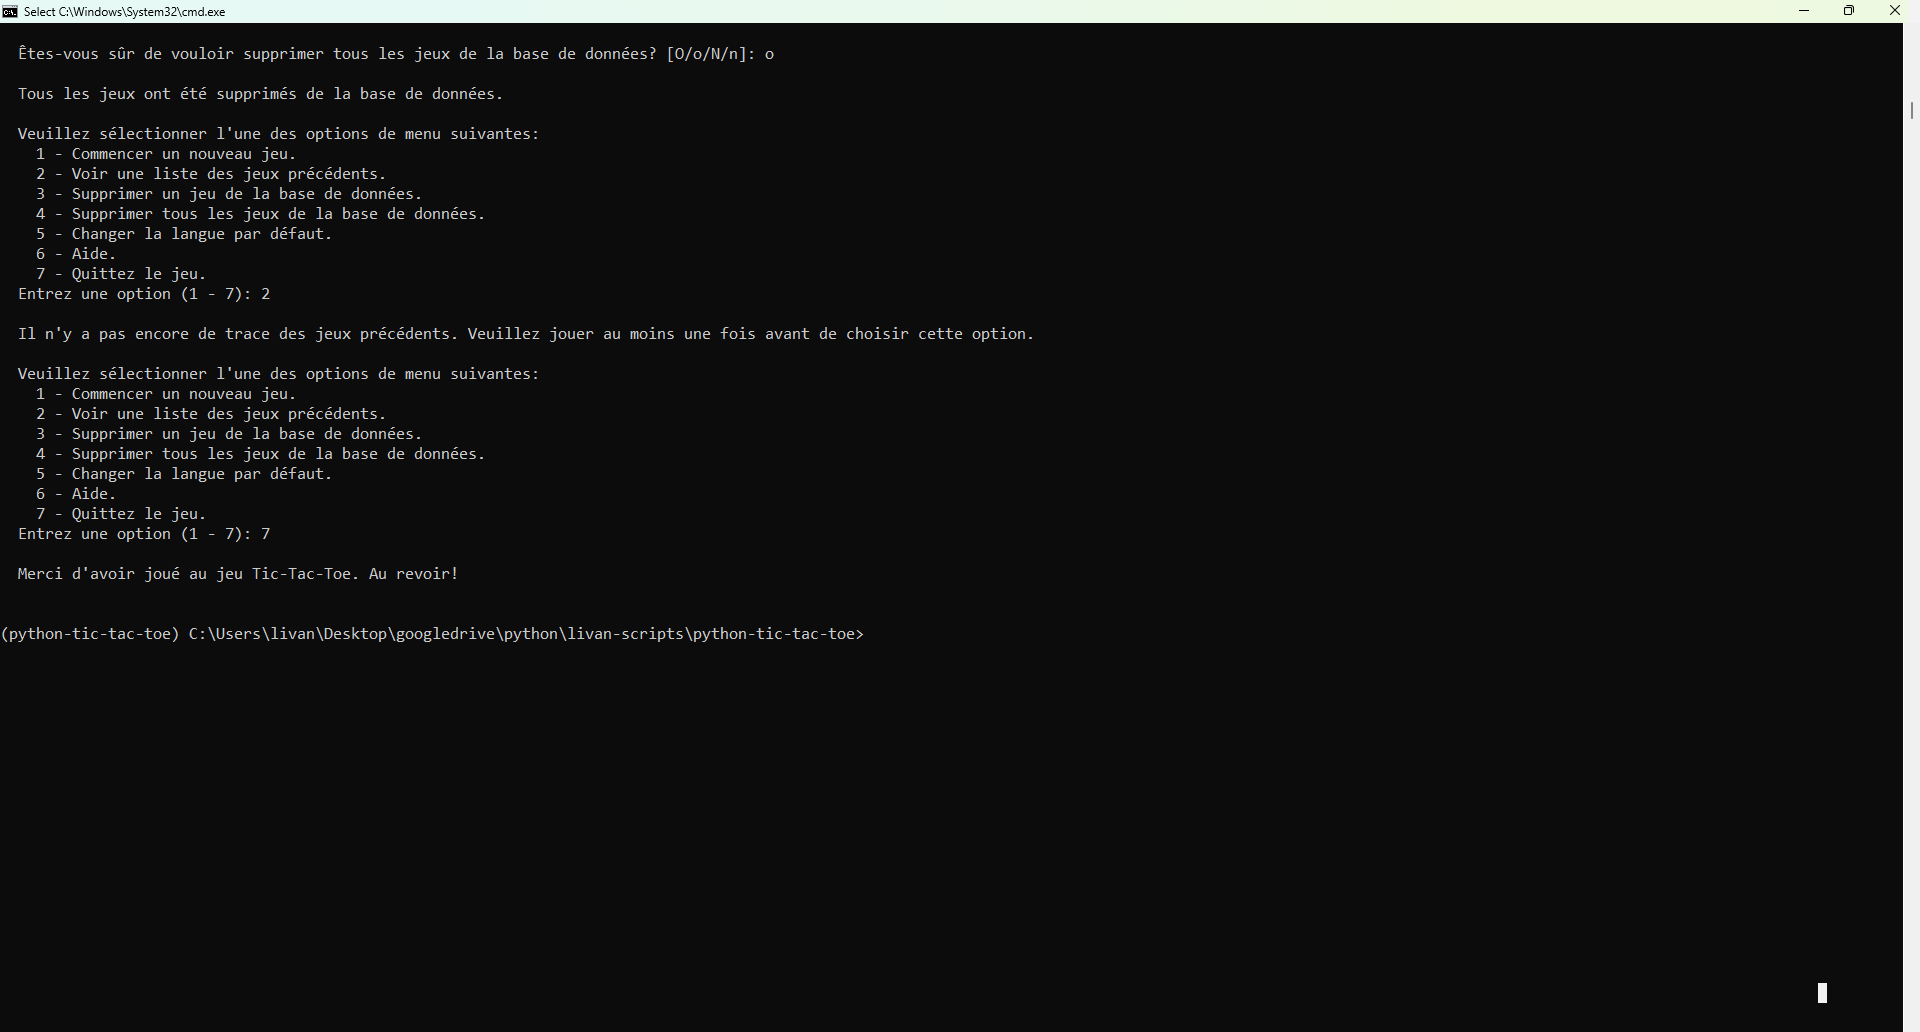 Select C:\Windows\System32\cmd.exe
Êtes-vous sûr de vouloir supprimer tous les jeux de la base de données? [O/o/N/n]: o
Tous les jeux ont été supprimés de la base de données.
Veuillez sélectionner l'une des options de menu suivantes:
1 - Commencer un nouveau jeu.
2 - Voir une liste des jeux précédents.
3 - Supprimer un jeu de la base de données.
4 - Supprimer tous les jeux de la base de données.
5 - Changer la langue par défaut.
6 - Aide.
7 - Quittez le jeu.
Entrez une option (1 - 7): 2
Il n'y a pas encore de trace des jeux précédents. Veuillez jouer au moins une fois avant de choisir cette option.
Veuillez sélectionner l'une des options de menu suivantes:
1 - Commencer un nouveau jeu.
2 - Voir une liste des jeux précédents.
3 - Supprimer un jeu de la base de données.
4 - Supprimer tous les jeux de la base de données.
5 - Changer la langue par défaut.
6 - Aide.
7 - Quittez le jeu.
Entrez une option (1 - 7): 7
Merci d'avoir joué au jeu Tic-Tac-Toe. Au revoir!
(python-tic-tac-toe) C:\Users\livan\Desktop\googledrive\python\livan-scripts\python-tic-tac-toe>